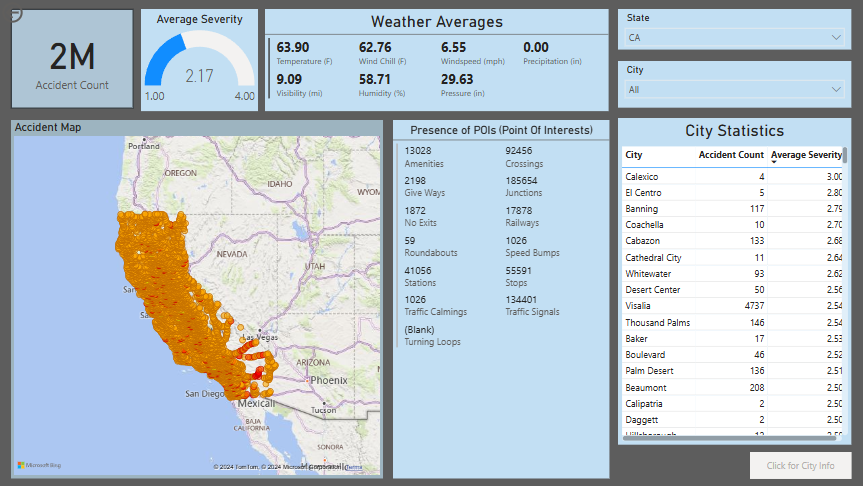 2M
Accident Count
Average Severity
2.17
1.00 4.00
Weather Averages
63.90 62.76 6.55 0.00
Temperature (F) Wind Chill (F) Windspeed (mph) Precipitation (in)
9.09 58.71 29.63
Visibility (mi) Humidity (%) Pressure (in)
State
CA
City
All
Accident Map
Portland
OREGON
IDAHO
WYOM
NEVADA
UTAH
San
Sa
Las Vegas
ARIZONA
Phoenix
San Diego
Mexicali
Tucson
BAJA
CALIFORNIA
SONORA
Microsoft Bing
© 2024 TomTom, © 2024 Microsoft Corporation, Terms
Presence of POIs (Point Of Interests)
13028 92456
Amenities Crossings
2198 185654
Give Ways Junctions
1872 17878
No Exits Railways
59 1026
Roundabouts Speed Bumps
41056 55591
Stations Stops
1026 134401
Traffic Calmings Traffic Signals
(Blank)
Turning Loops
City Statistics
City Accident Count Average Severity
Calexico 4 3.00
El Centro 5 2.80
Banning 117 2.79
Coachella 10 2.70
Cabazon 133 2.68
Cathedral City 11 2.64
Whitewater 93 2.62
Desert Center 50 2.56
Visalia 4737 2.54
Thousand Palms 146 2.54
Baker 17 2.53
Boulevard 46 2.52
Palm Desert 136 2.51
Beaumont 208 2.50
Calipatria 2 2.50
Daggett 2 2.50
Hillsborough 12 2.50
Click for City Info